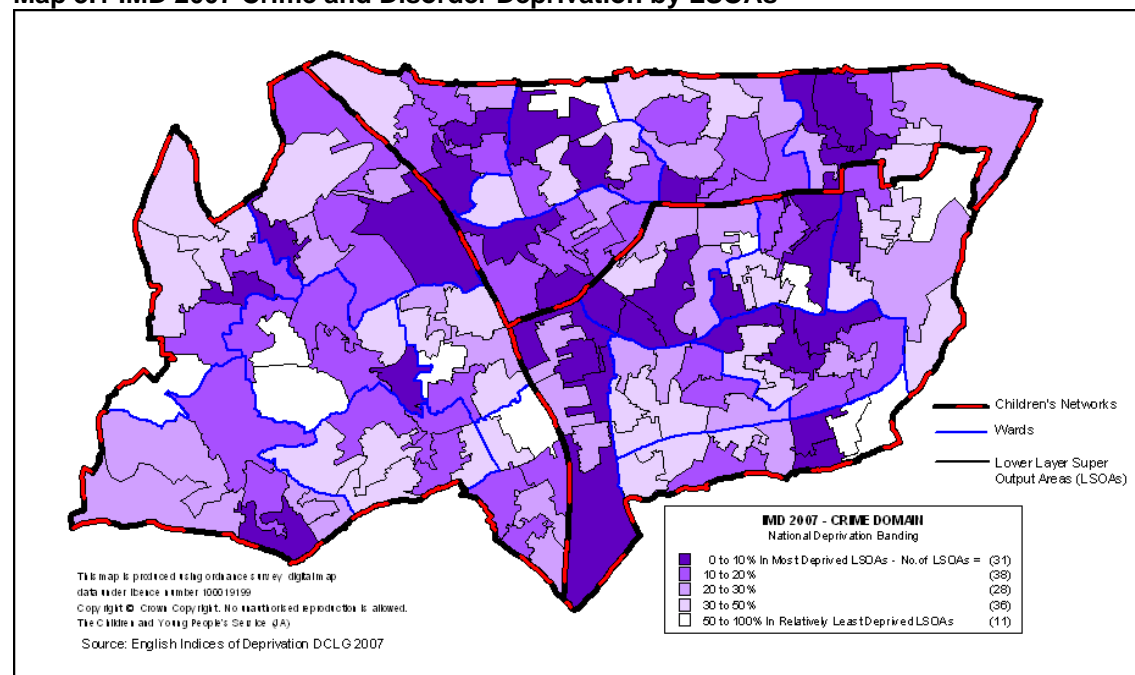 Map 3.1 IMD 2007 Crime and Disorder Deprivation by LSOAs
Children's Networks
Wards
Lower Layer Super
Output Areas (LSOAs)
IMD 2007 - CRIME DOMAIN
National Deprivation Banding
0 to 10% In Most Deprived LSOAs - No.of LSOAs = (31)
10 to 20% (38)
20 to 30% (28)
30 to 50% (36)
50 to 100% In Relatively Least Deprived LSOAs (11)
This map is produced using ordnance survey digital map
data under licence number 100019199
Copyright © Crown Copyright. No unauthorised reproduction is allowed.
The Children and Young People's Service (JA)
Source: English Indices of Deprivation DCLG 2007